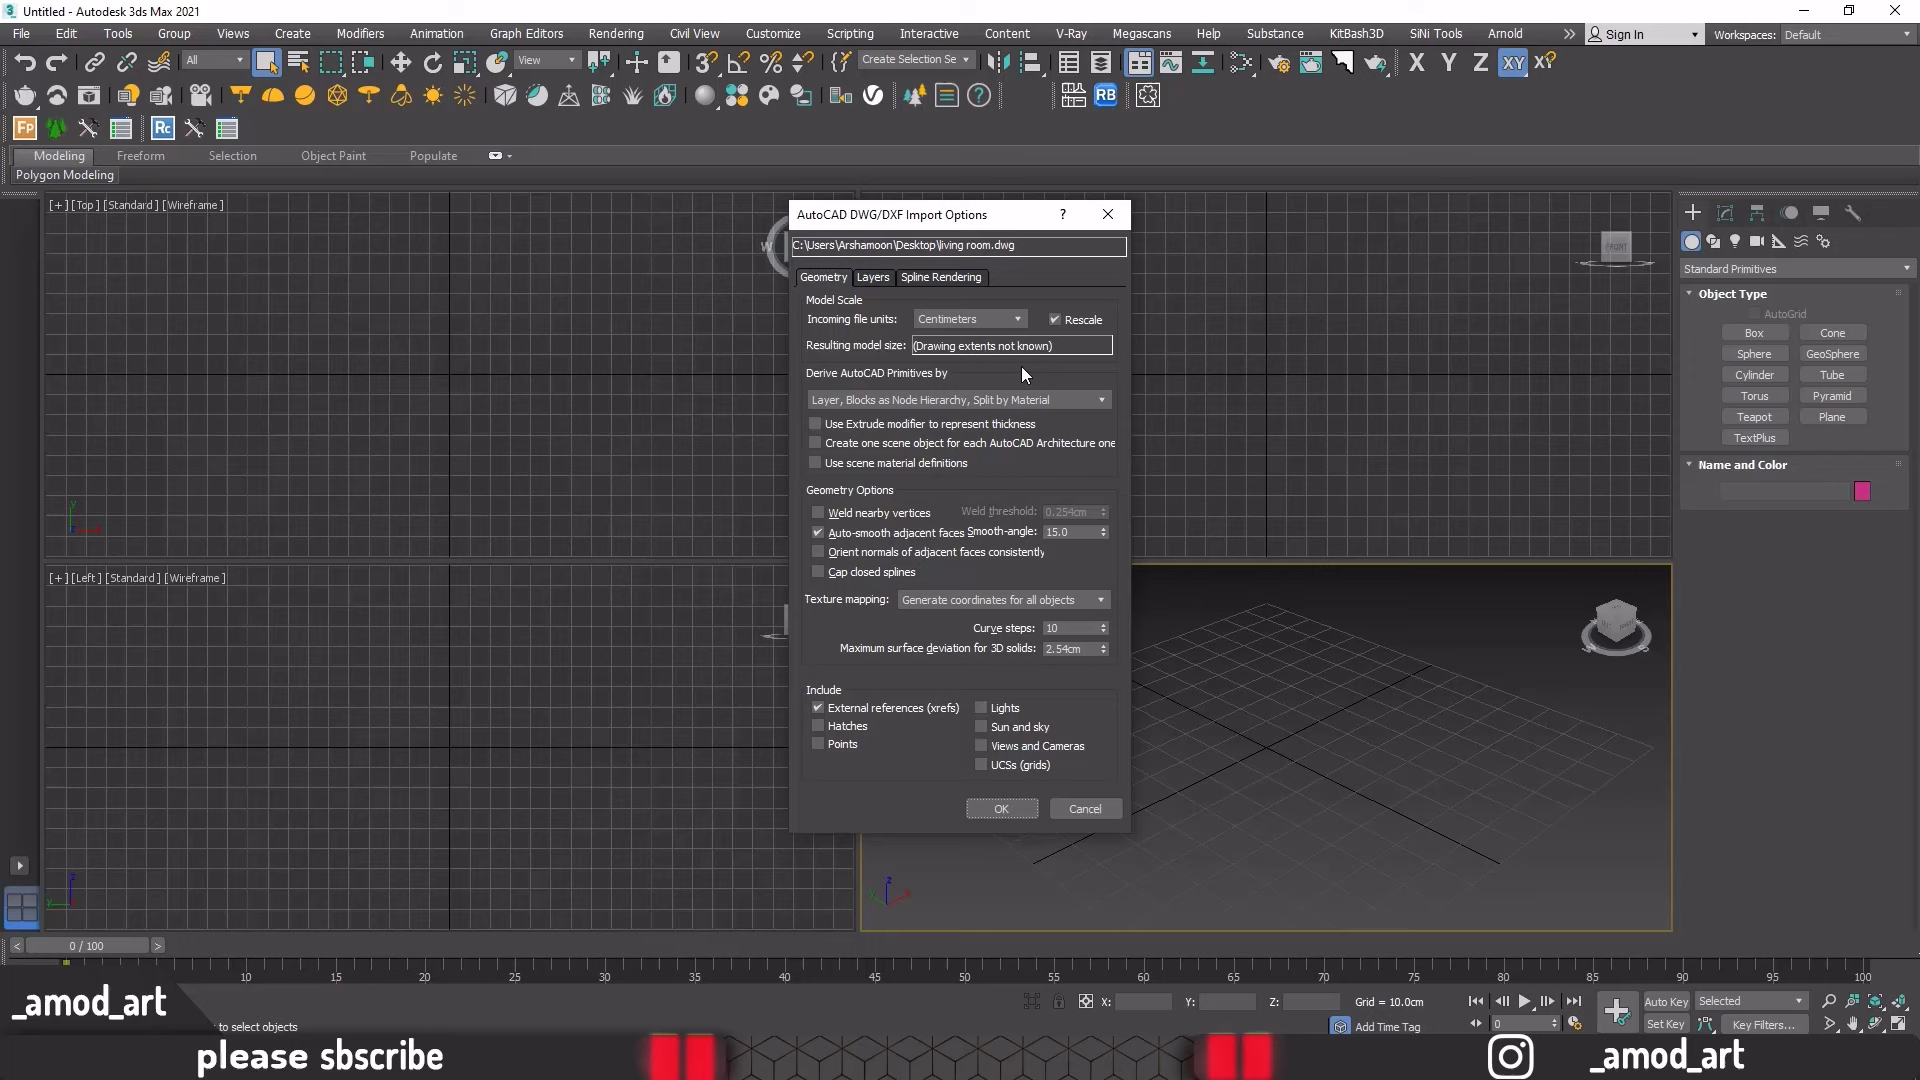 Untitled - Autodesk 3ds Max 2021
File Edit Tools Group Views Create Modifiers Animation Graph Editors Rendering Civil View Customize Scripting Interactive Content V-Ray Megascans Help Substance KitBash3D SiNi Tools Arnold Sign In Workspaces: Default
All View Create Selection Se X Y Z XY XY
RB
Fp Rc
Modeling Freeform Selection Object Paint Populate
Polygon Modeling
[+] [Top] [Standard] [Wireframe]
W
FRONT
AutoCAD DWG/DXF Import Options ?
C:\Users\Arshamoon\Desktop\living room.dwg
Geometry Layers Spline Rendering
Model Scale
Incoming file units: Centimeters Rescale
Resulting model size: (Drawing extents not known)
Derive AutoCAD Primitives by
Layer, Blocks as Node Hierarchy, Split by Material
Use Extrude modifier to represent thickness
Create one scene object for each AutoCAD Architecture one
Use scene material definitions
Geometry Options
Weld nearby vertices Weld threshold: 0.254cm
Auto-smooth adjacent faces Smooth-angle: 15.0
Orient normals of adjacent faces consistently
Cap closed splines
Texture mapping: Generate coordinates for all objects
Curve steps: 10
Maximum surface deviation for 3D solids: 2.54cm
Include
External references (xrefs) Lights
Hatches Sun and sky
Points Views and Cameras
UCSs (grids)
OK Cancel
Standard Primitives
Object Type
AutoGrid
Box Cone
Sphere GeoSphere
Cylinder Tube
Torus Pyramid
Teapot Plane
TextPlus
Name and Color
y
z
[+] [Left] [Standard] [Wireframe]
z
y
z
0 / 100
10 15 20 25 30 35 40 45 50 55 60 65 70 75 80 85 90 95 100
X: Y: Z: Grid = 10.0cm Auto Key Selected
to select objects Add Time Tag 0 Set Key Key Filters...
_amod_art
please sbscribe
_amod_art